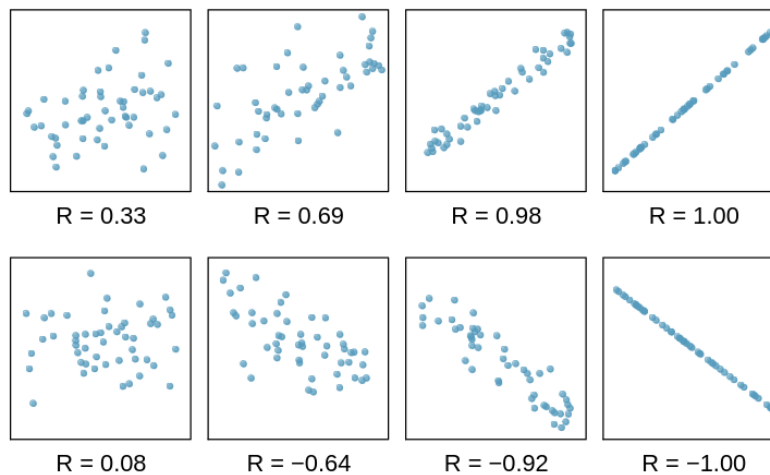 R = 0.33 R = 0.69 R = 0.98 R = 1.00
R = 0.08 R = −0.64 R = −0.92 R = −1.00